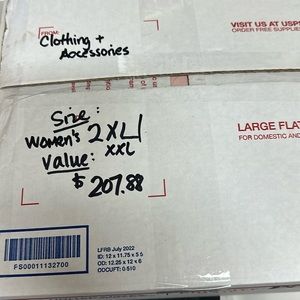 VISIT US AT USPS
ORDER FREE SUPPLIES
FROM:
Clothing +
Accessories
Size:
Women's 2XL
XXL
Value:
$ 207.88
LARGE FLAT
FOR DOMESTIC AND
LFRB July 2022
ID: 12 x 11.75 x 5.5
OD: 12.25 x 12 x 6
ODCUFT: 0.510
PS00011132700